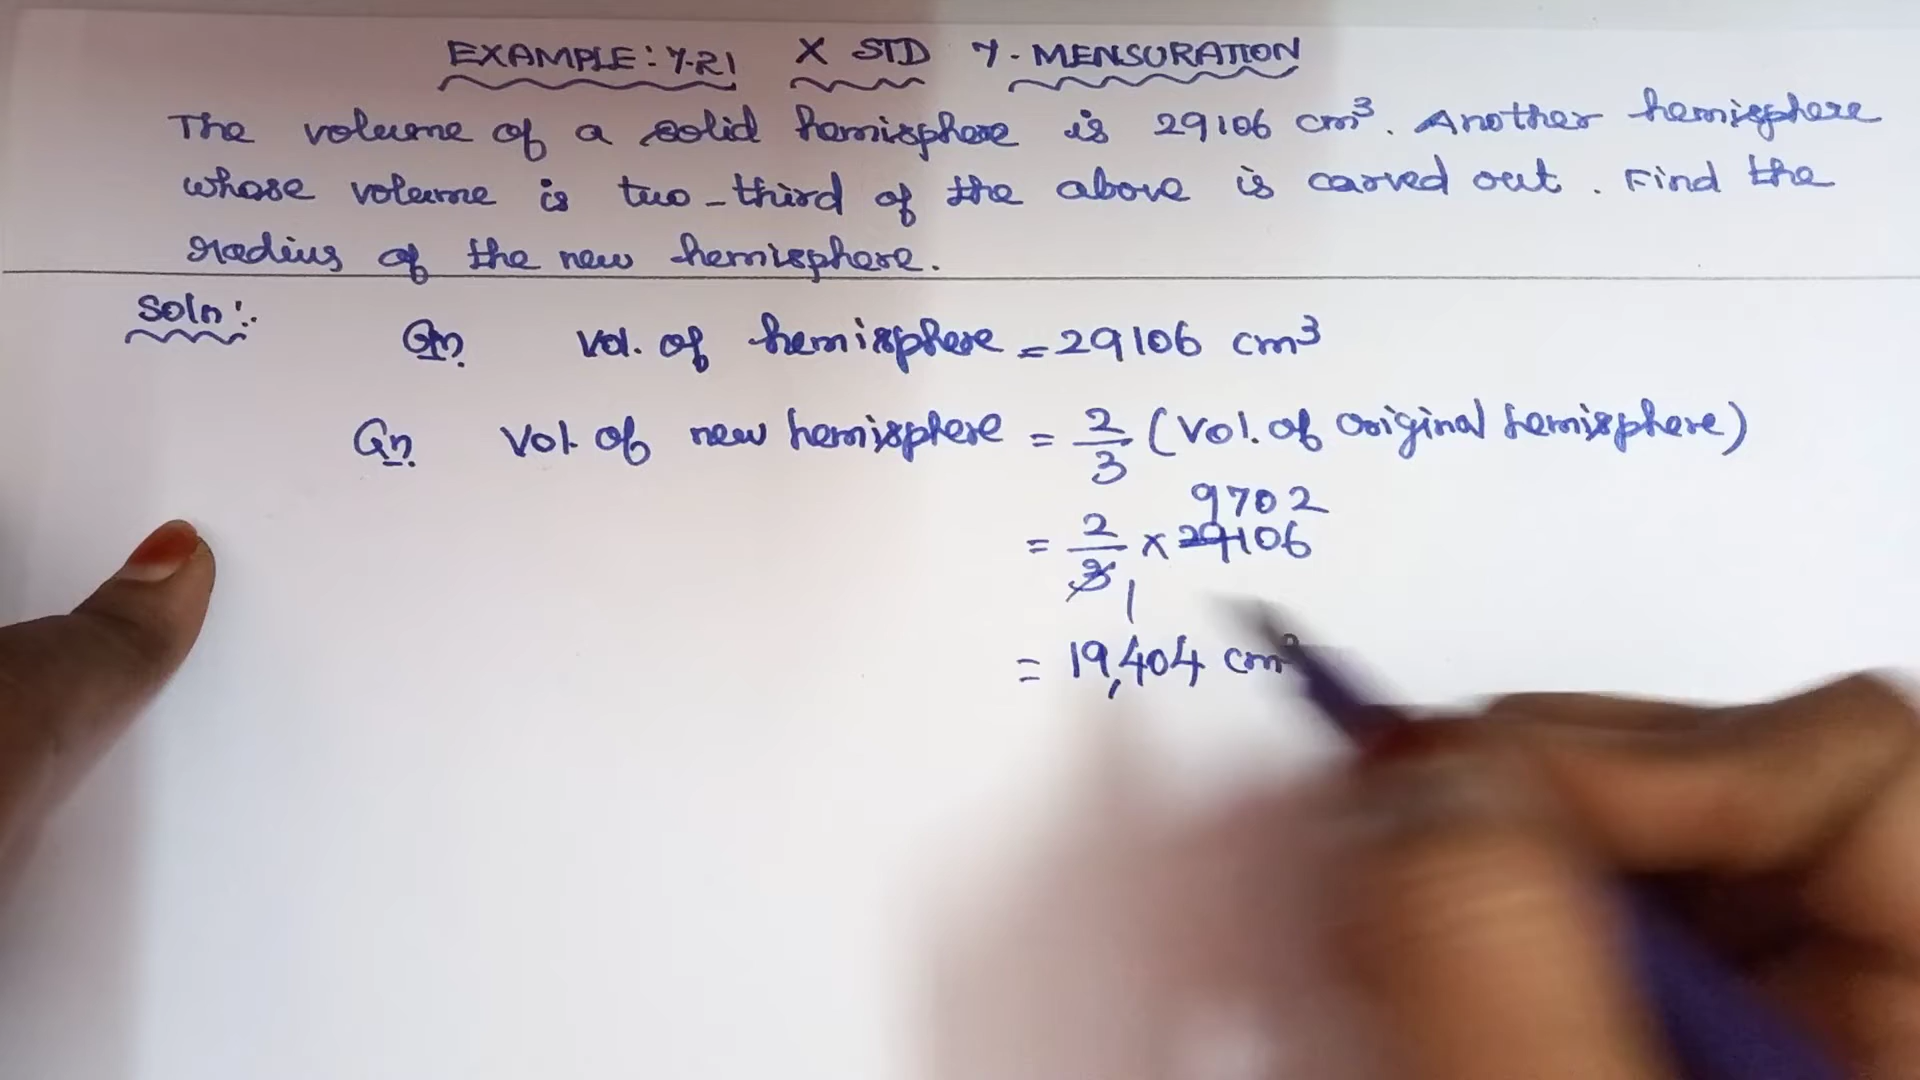 EXAMPLE: 7.21 X STD 7. MENSURATION
The volume of a solid hemisphere is 29106 cm³. Another hemisphere
whose volume is two-third of the above is carved out. Find the
radius of the new hemisphere.
Soln:
Gn Vol. of hemisphere = 29106 cm³
Gn Vol. of new hemisphere = 2/3 (Vol. of original hemisphere)
9702
= 2/3 x 29106
1
= 19,404 cm³